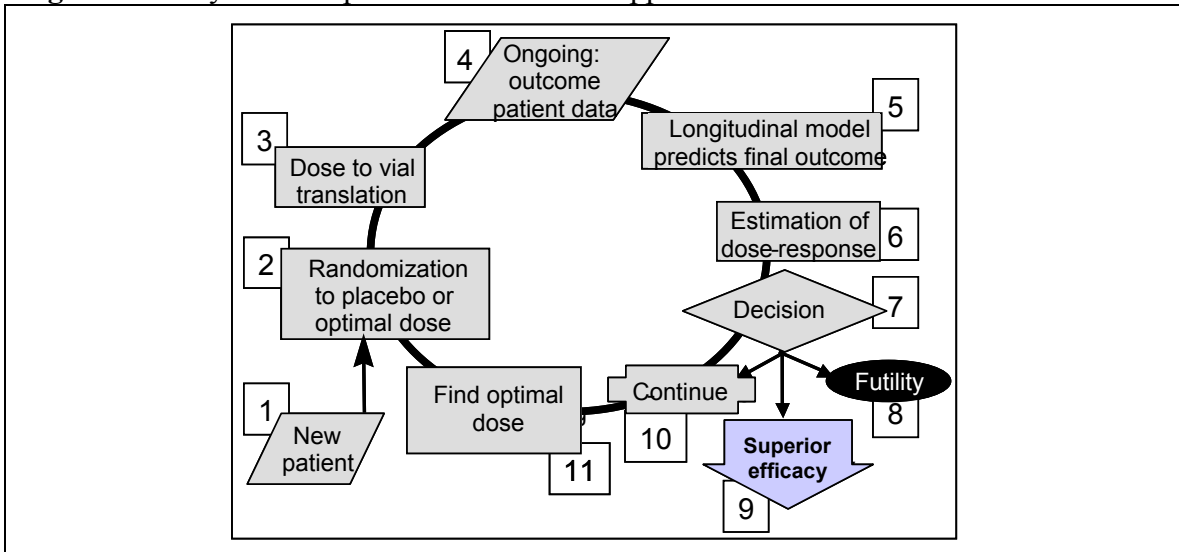 4
Ongoing:
outcome
patient data
5
Longitudinal model
predicts final outcome
3
Dose to vial
translation
Estimation of
dose-response
6
2
Randomization
to placebo or
optimal dose
7
Decision
Futility
8
Continue
10
Find optimal
dose
11
1
New
patient
Superior
efficacy
9